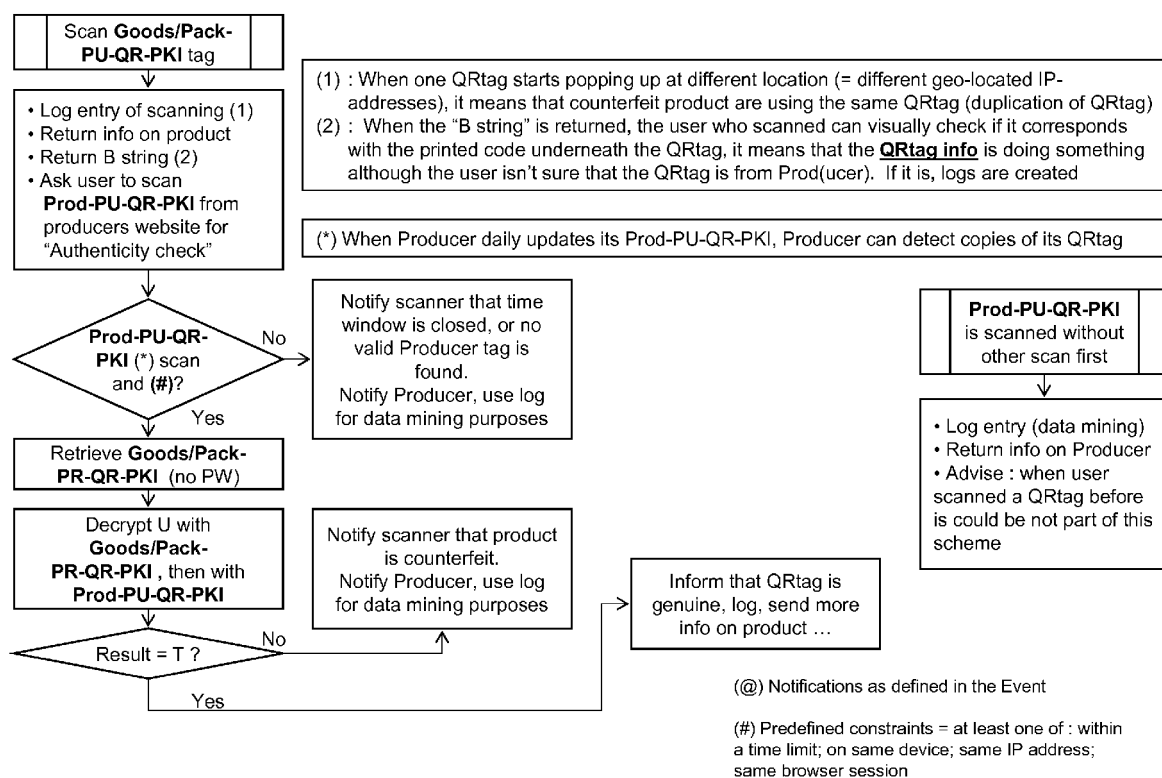 Scan Goods/Pack-
PU-QR-PKI tag
• Log entry of scanning (1)
• Return info on product
• Return B string (2)
• Ask user to scan
Prod-PU-QR-PKI from
producers website for
“Authenticity check”
(1) : When one QRtag starts popping up at different location (= different geo-located IP-
addresses), it means that counterfeit product are using the same QRtag (duplication of QRtag)
(2) : When the “B string” is returned, the user who scanned can visually check if it corresponds
with the printed code underneath the QRtag, it means that the QRtag info is doing something
although the user isn’t sure that the QRtag is from Prod(ucer). If it is, logs are created
(*) When Producer daily updates its Prod-PU-QR-PKI, Producer can detect copies of its QRtag
Prod-PU-QR-
PKI (*) scan
and (#)?
No
Yes
Notify scanner that time
window is closed, or no
valid Producer tag is
found.
Notify Producer, use log
for data mining purposes
Prod-PU-QR-PKI
is scanned without
other scan first
• Log entry (data mining)
• Return info on Producer
• Advise : when user
scanned a QRtag before
is could be not part of this
scheme
Retrieve Goods/Pack-
PR-QR-PKI (no PW)
Decrypt U with
Goods/Pack-
PR-QR-PKI , then with
Prod-PU-QR-PKI
Notify scanner that product
is counterfeit.
Notify Producer, use log
for data mining purposes
Inform that QRtag is
genuine, log, send more
info on product …
Result = T ?
No
Yes
(@) Notifications as defined in the Event
(#) Predefined constraints = at least one of : within
a time limit; on same device; same IP address;
same browser session